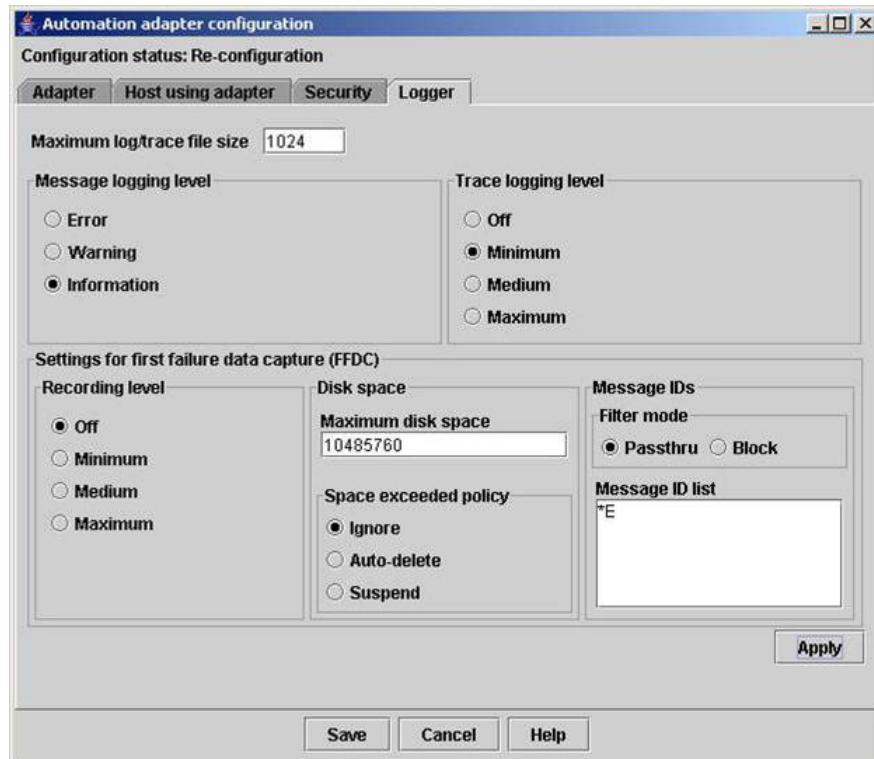 Automation adapter configuration
Configuration status: Re-configuration
Adapter Host using adapter Security Logger
Maximum log/trace file size 1024
Message logging level
Error
Warning
Information
Trace logging level
Off
Minimum
Medium
Maximum
Settings for first failure data capture (FFDC)
Recording level
Off
Minimum
Medium
Maximum
Disk space
Maximum disk space
10485760
Space exceeded policy
Ignore
Auto-delete
Suspend
Message IDs
Filter mode
Passthru Block
Message ID list
*E
Apply
Save Cancel Help